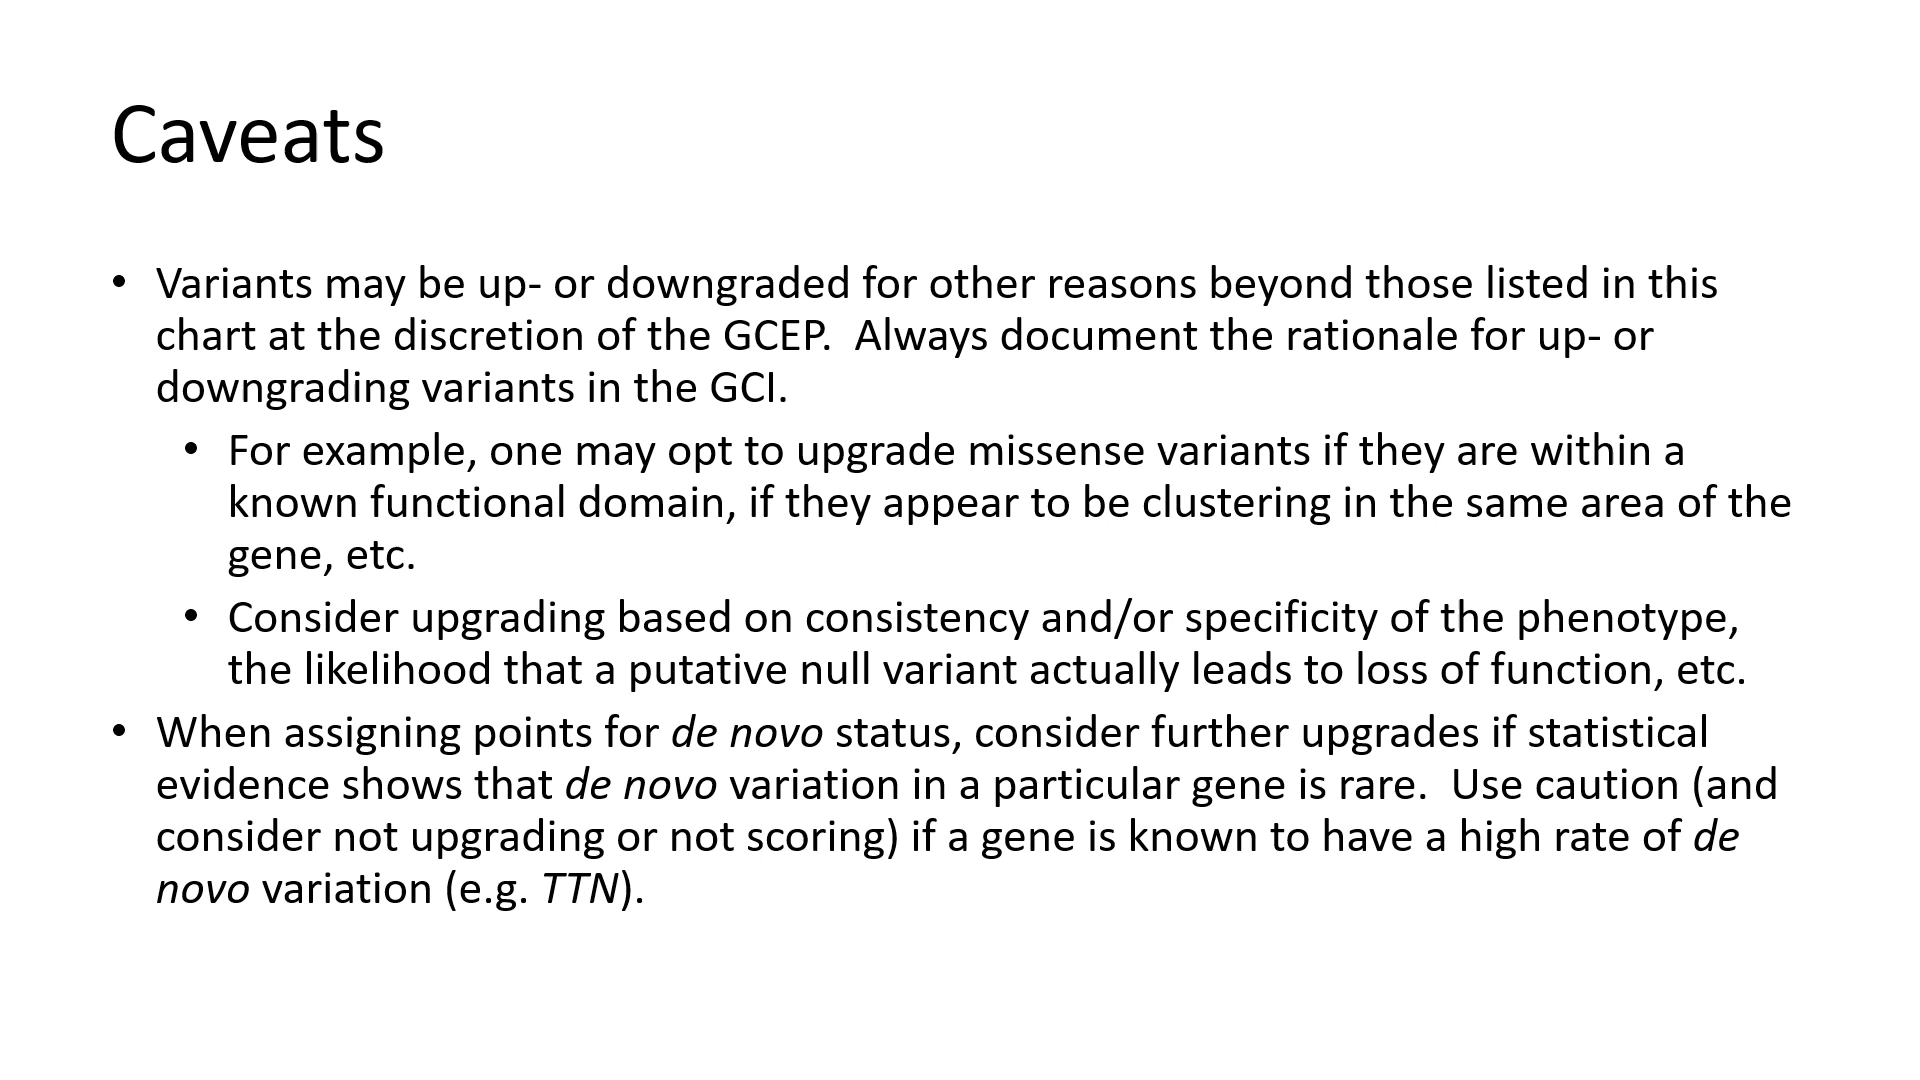 Caveats
• Variants may be up- or downgraded for other reasons beyond those listed in this
chart at the discretion of the GCEP.  Always document the rationale for up- or
downgrading variants in the GCI.
• For example, one may opt to upgrade missense variants if they are within a
known functional domain, if they appear to be clustering in the same area of the
gene, etc.
• Consider upgrading based on consistency and/or specificity of the phenotype,
the likelihood that a putative null variant actually leads to loss of function, etc.
• When assigning points for de novo status, consider further upgrades if statistical
evidence shows that de novo variation in a particular gene is rare.  Use caution (and
consider not upgrading or not scoring) if a gene is known to have a high rate of de
novo variation (e.g. TTN).